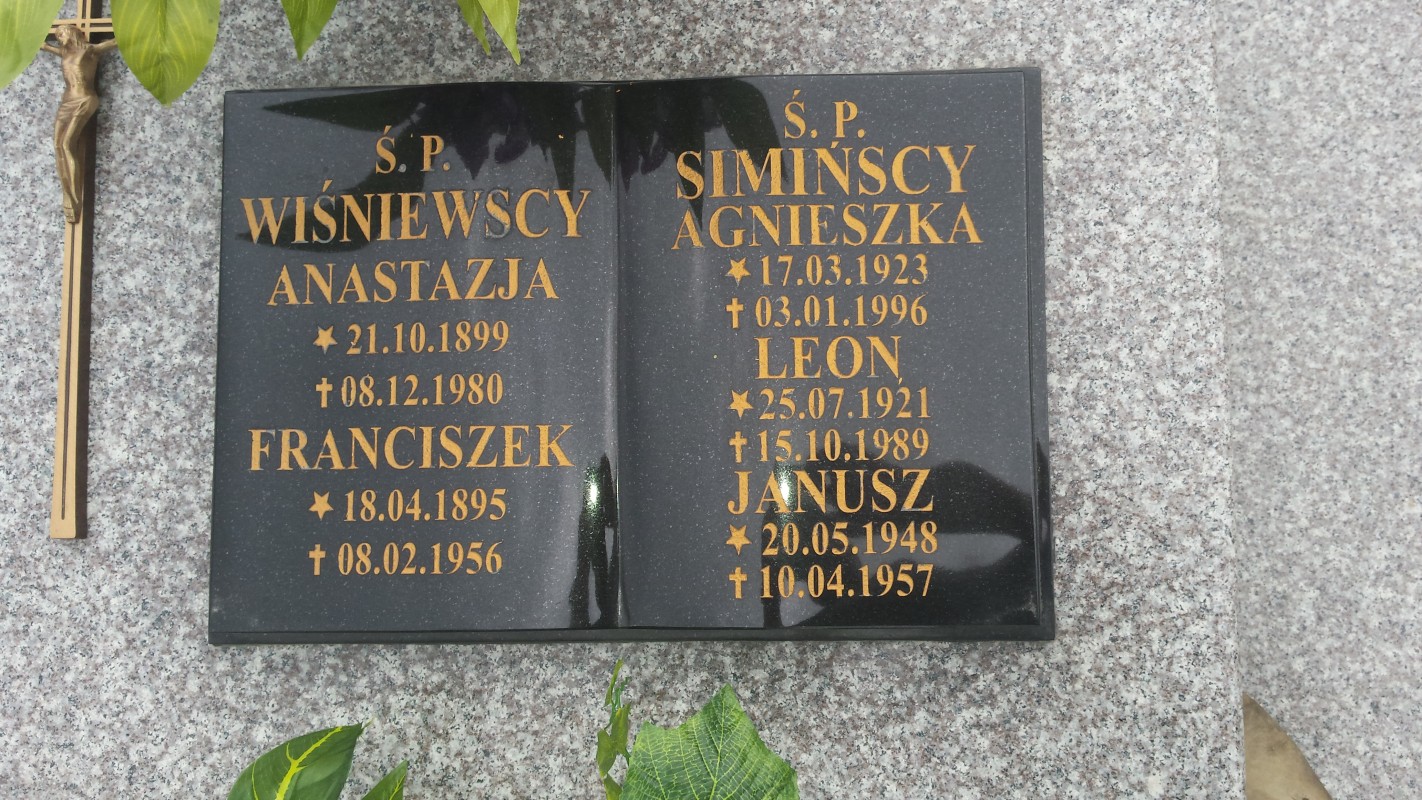 Ś. P.
WIŚNIEWSCY
ANASTAZJA
★ 21.10.1899
✝ 08.12.1980
FRANCISZEK
★ 18.04.1895
✝ 08.02.1956
Ś. P.
SIMIŃSCY
AGNIESZKA
★ 17.03.1923
✝ 03.01.1996
LEON
★ 25.07.1921
✝ 15.10.1989
JANUSZ
★ 20.05.1948
✝ 10.04.1957